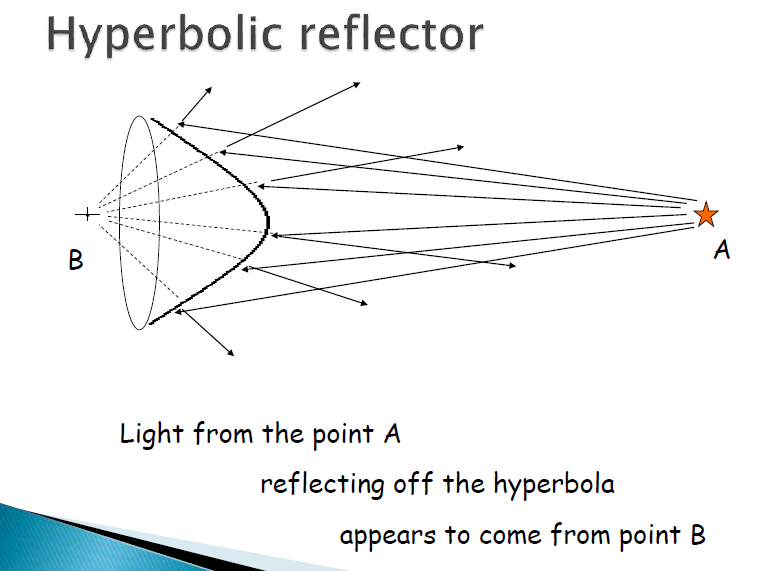 Hyperbolic reflector
B
A
Light from the point A
reflecting off the hyperbola
appears to come from point B